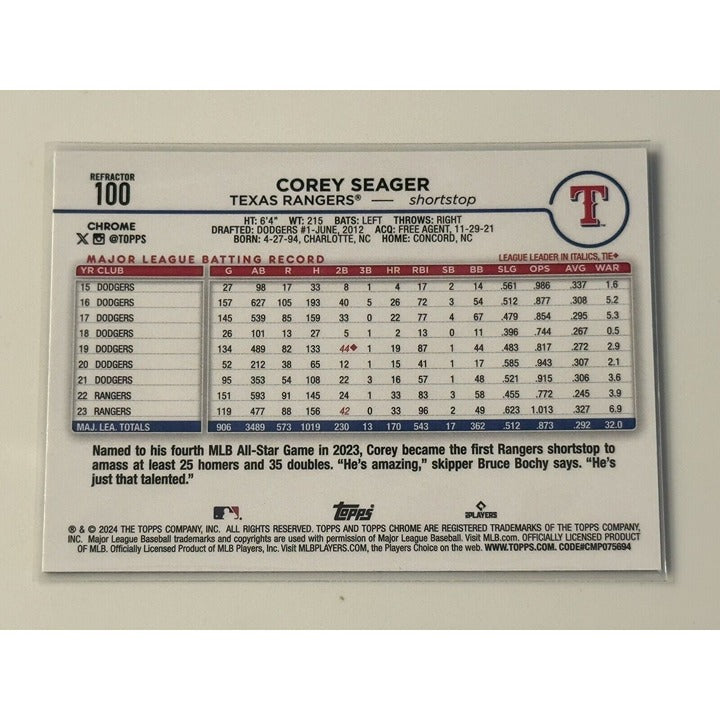 REFRACTOR
100
COREY SEAGER
TEXAS RANGERS® — shortstop
T
CHROME
@TOPPS
HT: 6'4" WT: 215 BATS: LEFT THROWS: RIGHT
DRAFTED: DODGERS #1-JUNE, 2012 ACQ: FREE AGENT, 11-29-21
BORN: 4-27-94, CHARLOTTE, NC HOME: CONCORD, NC
MAJOR LEAGUE BATTING RECORD LEAGUE LEADER IN ITALICS, TIE♦
YR CLUB G AB R H 2B 3B HR RBI SB BB SLG OPS AVG WAR
15 DODGERS 27 98 17 33 8 1 4 17 2 14 .561 .986 .337 1.6
16 DODGERS 157 627 105 193 40 5 26 72 3 54 .512 .877 .308 5.2
17 DODGERS 145 539 85 159 33 0 22 77 4 67 .479 .854 .295 5.3
18 DODGERS 26 101 13 27 5 1 2 13 0 11 .396 .744 .267 0.5
19 DODGERS 134 489 82 133 44♦ 1 19 87 1 44 .483 .817 .272 2.9
20 DODGERS 52 212 38 65 12 1 15 41 1 17 .585 .943 .307 2.1
21 DODGERS 95 353 54 108 22 3 16 57 1 48 .521 .915 .306 3.6
22 RANGERS 151 593 91 145 24 1 33 83 3 58 .455 .772 .245 3.9
23 RANGERS 119 477 88 156 42 0 33 96 2 49 .623 1.013 .327 6.9
MAJ. LEA. TOTALS 906 3489 573 1019 230 13 170 543 17 362 .512 .873 .292 32.0
Named to his fourth MLB All-Star Game in 2023, Corey became the first Rangers shortstop to
amass at least 25 homers and 35 doubles. "He's amazing," skipper Bruce Bochy says. "He's
just that talented."
Topps
PLAYERS
® & © 2024 THE TOPPS COMPANY, INC. ALL RIGHTS RESERVED. TOPPS AND TOPPS CHROME ARE REGISTERED TRADEMARKS OF THE TOPPS COMPANY,
INC. Major League Baseball trademarks and copyrights are used with permission of Major League Baseball. Visit MLB.com. OFFICIALLY LICENSED PRODUCT
OF MLB. Officially Licensed Product of MLB Players, Inc. Visit MLBPLAYERS.COM, the Players Choice on the web. WWW.TOPPS.COM. CODE#CMP075694